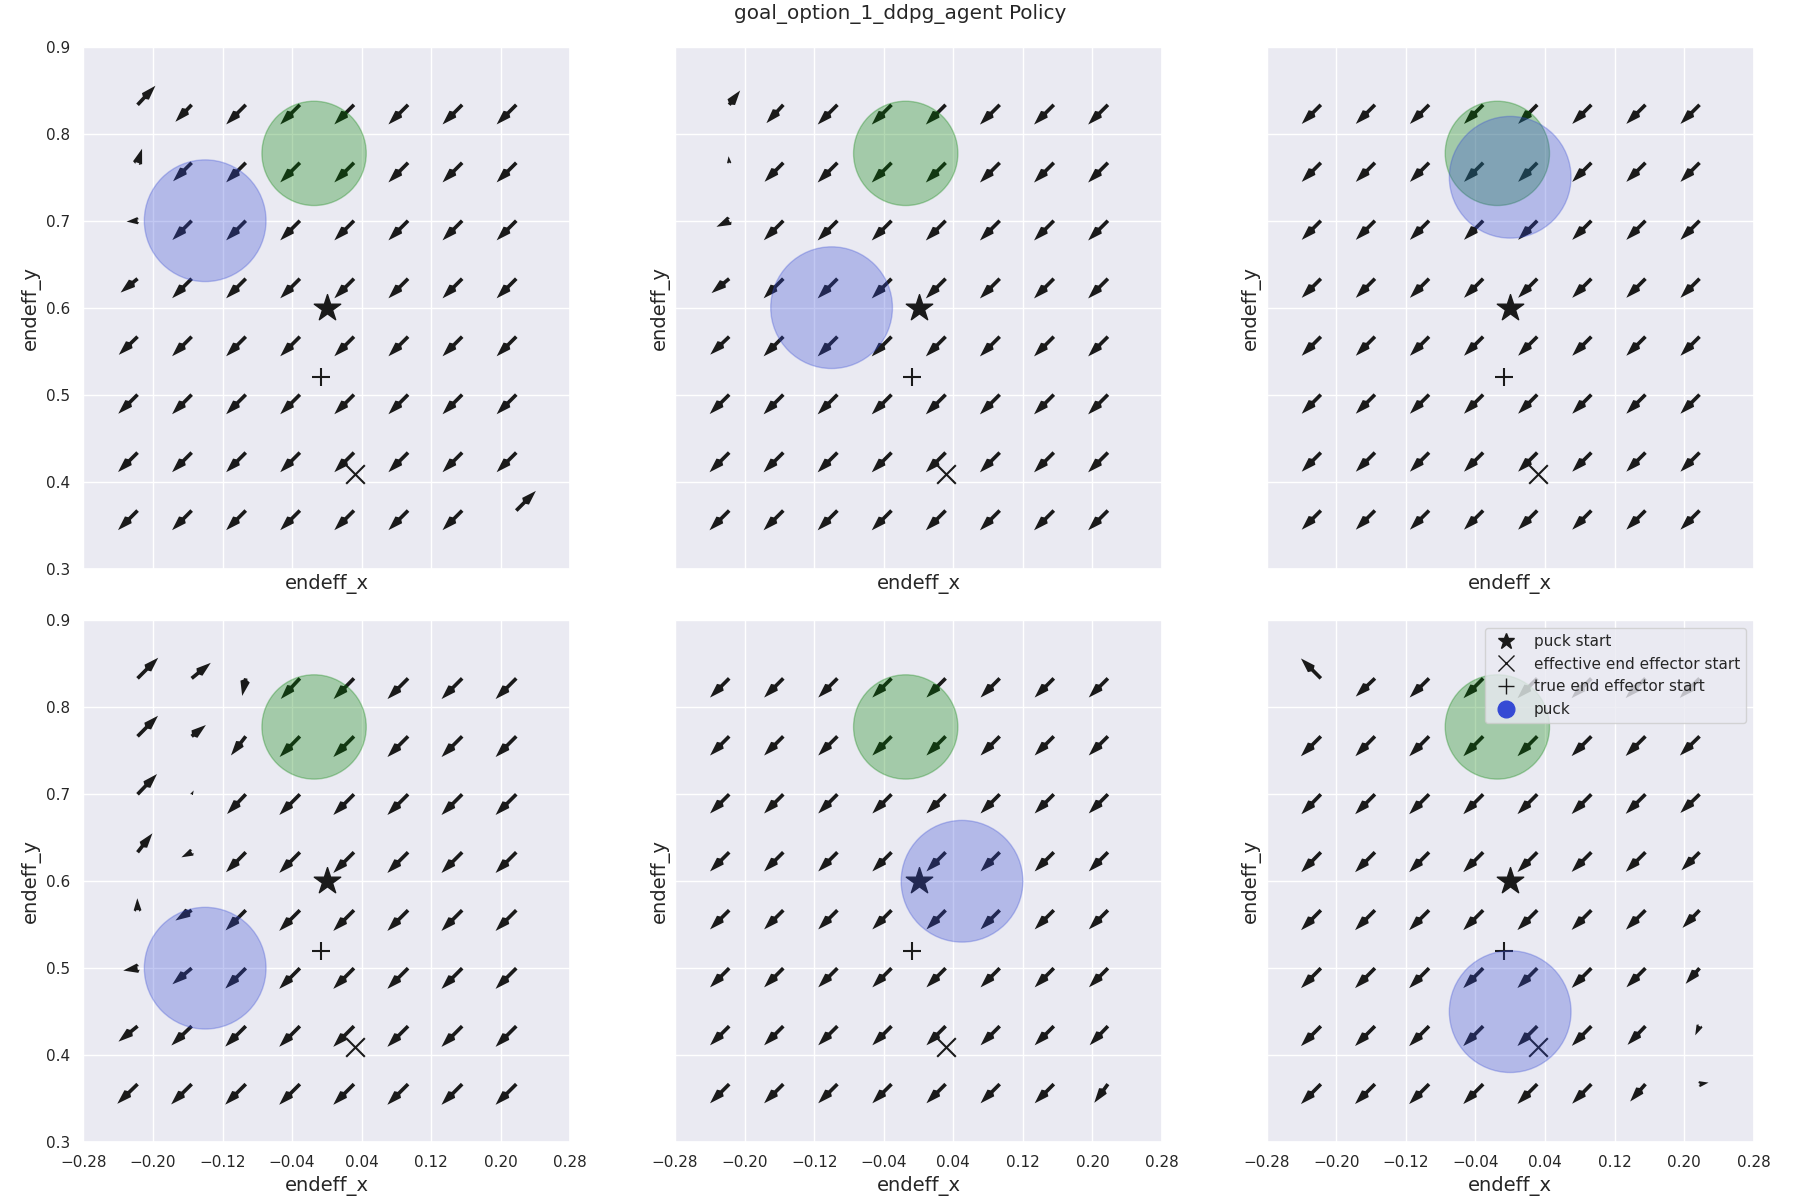 goal_option_1_ddpg_agent Policy
0.9
0.8
0.7
0.6
0.5
0.4
0.3
endeff_y
endeff_x
endeff_y
endeff_x
endeff_y
endeff_x
0.9
0.8
0.7
0.6
0.5
0.4
0.3
endeff_y
−0.28 −0.20 −0.12 −0.04 0.04 0.12 0.20 0.28
endeff_x
endeff_y
−0.28 −0.20 −0.12 −0.04 0.04 0.12 0.20 0.28
endeff_x
endeff_y
puck start
effective end effector start
true end effector start
puck
−0.28 −0.20 −0.12 −0.04 0.04 0.12 0.20 0.28
endeff_x